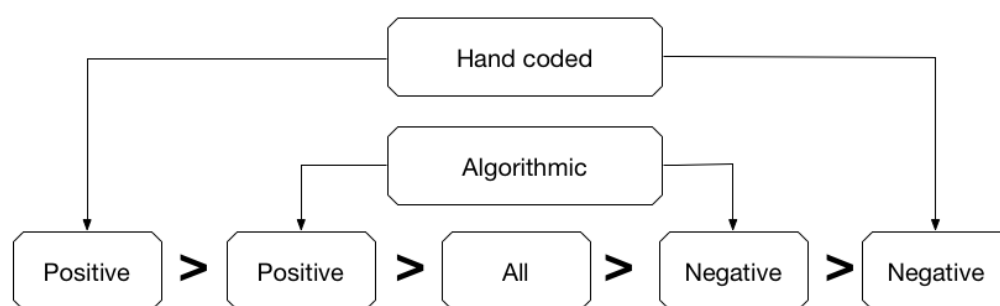 Hand coded
Algorithmic
Positive > Positive > All > Negative > Negative